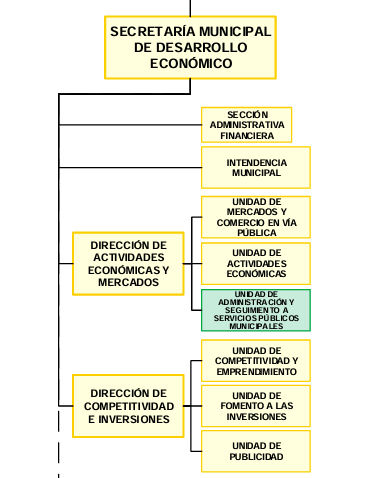 SECRETARÍA MUNICIPAL
DE DESARROLLO
ECONÓMICO
SECCIÓN
ADMINISTRATIVA
FINANCIERA
INTENDENCIA
MUNICIPAL
DIRECCIÓN DE
ACTIVIDADES
ECONÓMICAS Y
MERCADOS
UNIDAD DE
MERCADOS Y
COMERCIO EN VÍA
PÚBLICA
UNIDAD DE
ACTIVIDADES
ECONÓMICAS
UNIDAD DE
ADMINISTRACIÓN Y
SEGUIMIENTO A
SERVICIOS PÚBLICOS
MUNICIPALES
DIRECCIÓN DE
COMPETITIVIDAD
E INVERSIONES
UNIDAD DE
COMPETITIVIDAD Y
EMPRENDIMIENTO
UNIDAD DE
FOMENTO A LAS
INVERSIONES
UNIDAD DE
PUBLICIDAD